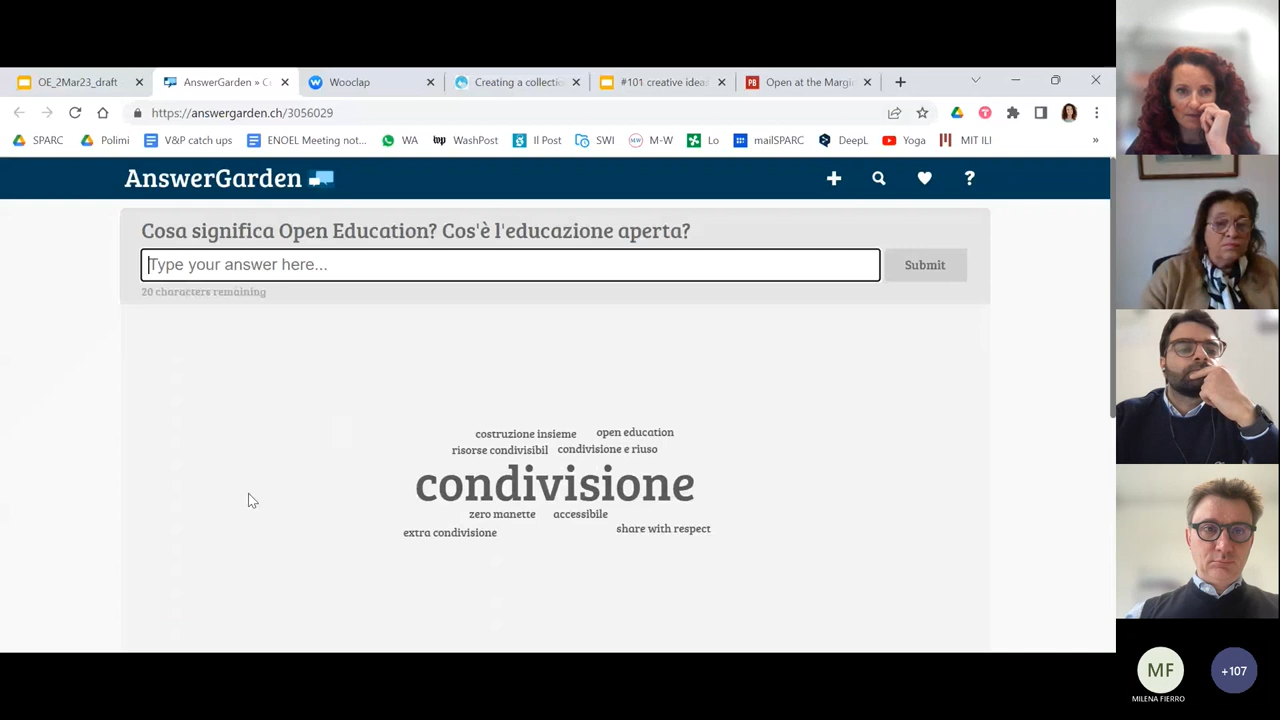 OE_2Mar23_draft
AnswerGarden » Ce
Wooclap
Creating a collectio
#101 creative idea
Open at the Margi
https://answergarden.ch/3056029
SPARC
Polimi
V&P catch ups
ENOEL Meeting not...
WA
WashPost
Il Post
SWI
M-W
Lo
mailSPARC
DeepL
Yoga
MIT ILI
»
AnswerGarden
Cosa significa Open Education? Cos'è l'educazione aperta?
Type your answer here...
Submit
20 characters remaining
costruzione insieme
open education
risorse condivisibil
condivisione e riuso
condivisione
zero manette
accessibile
extra condivisione
share with respect
MF
+107
MILENA FIERRO